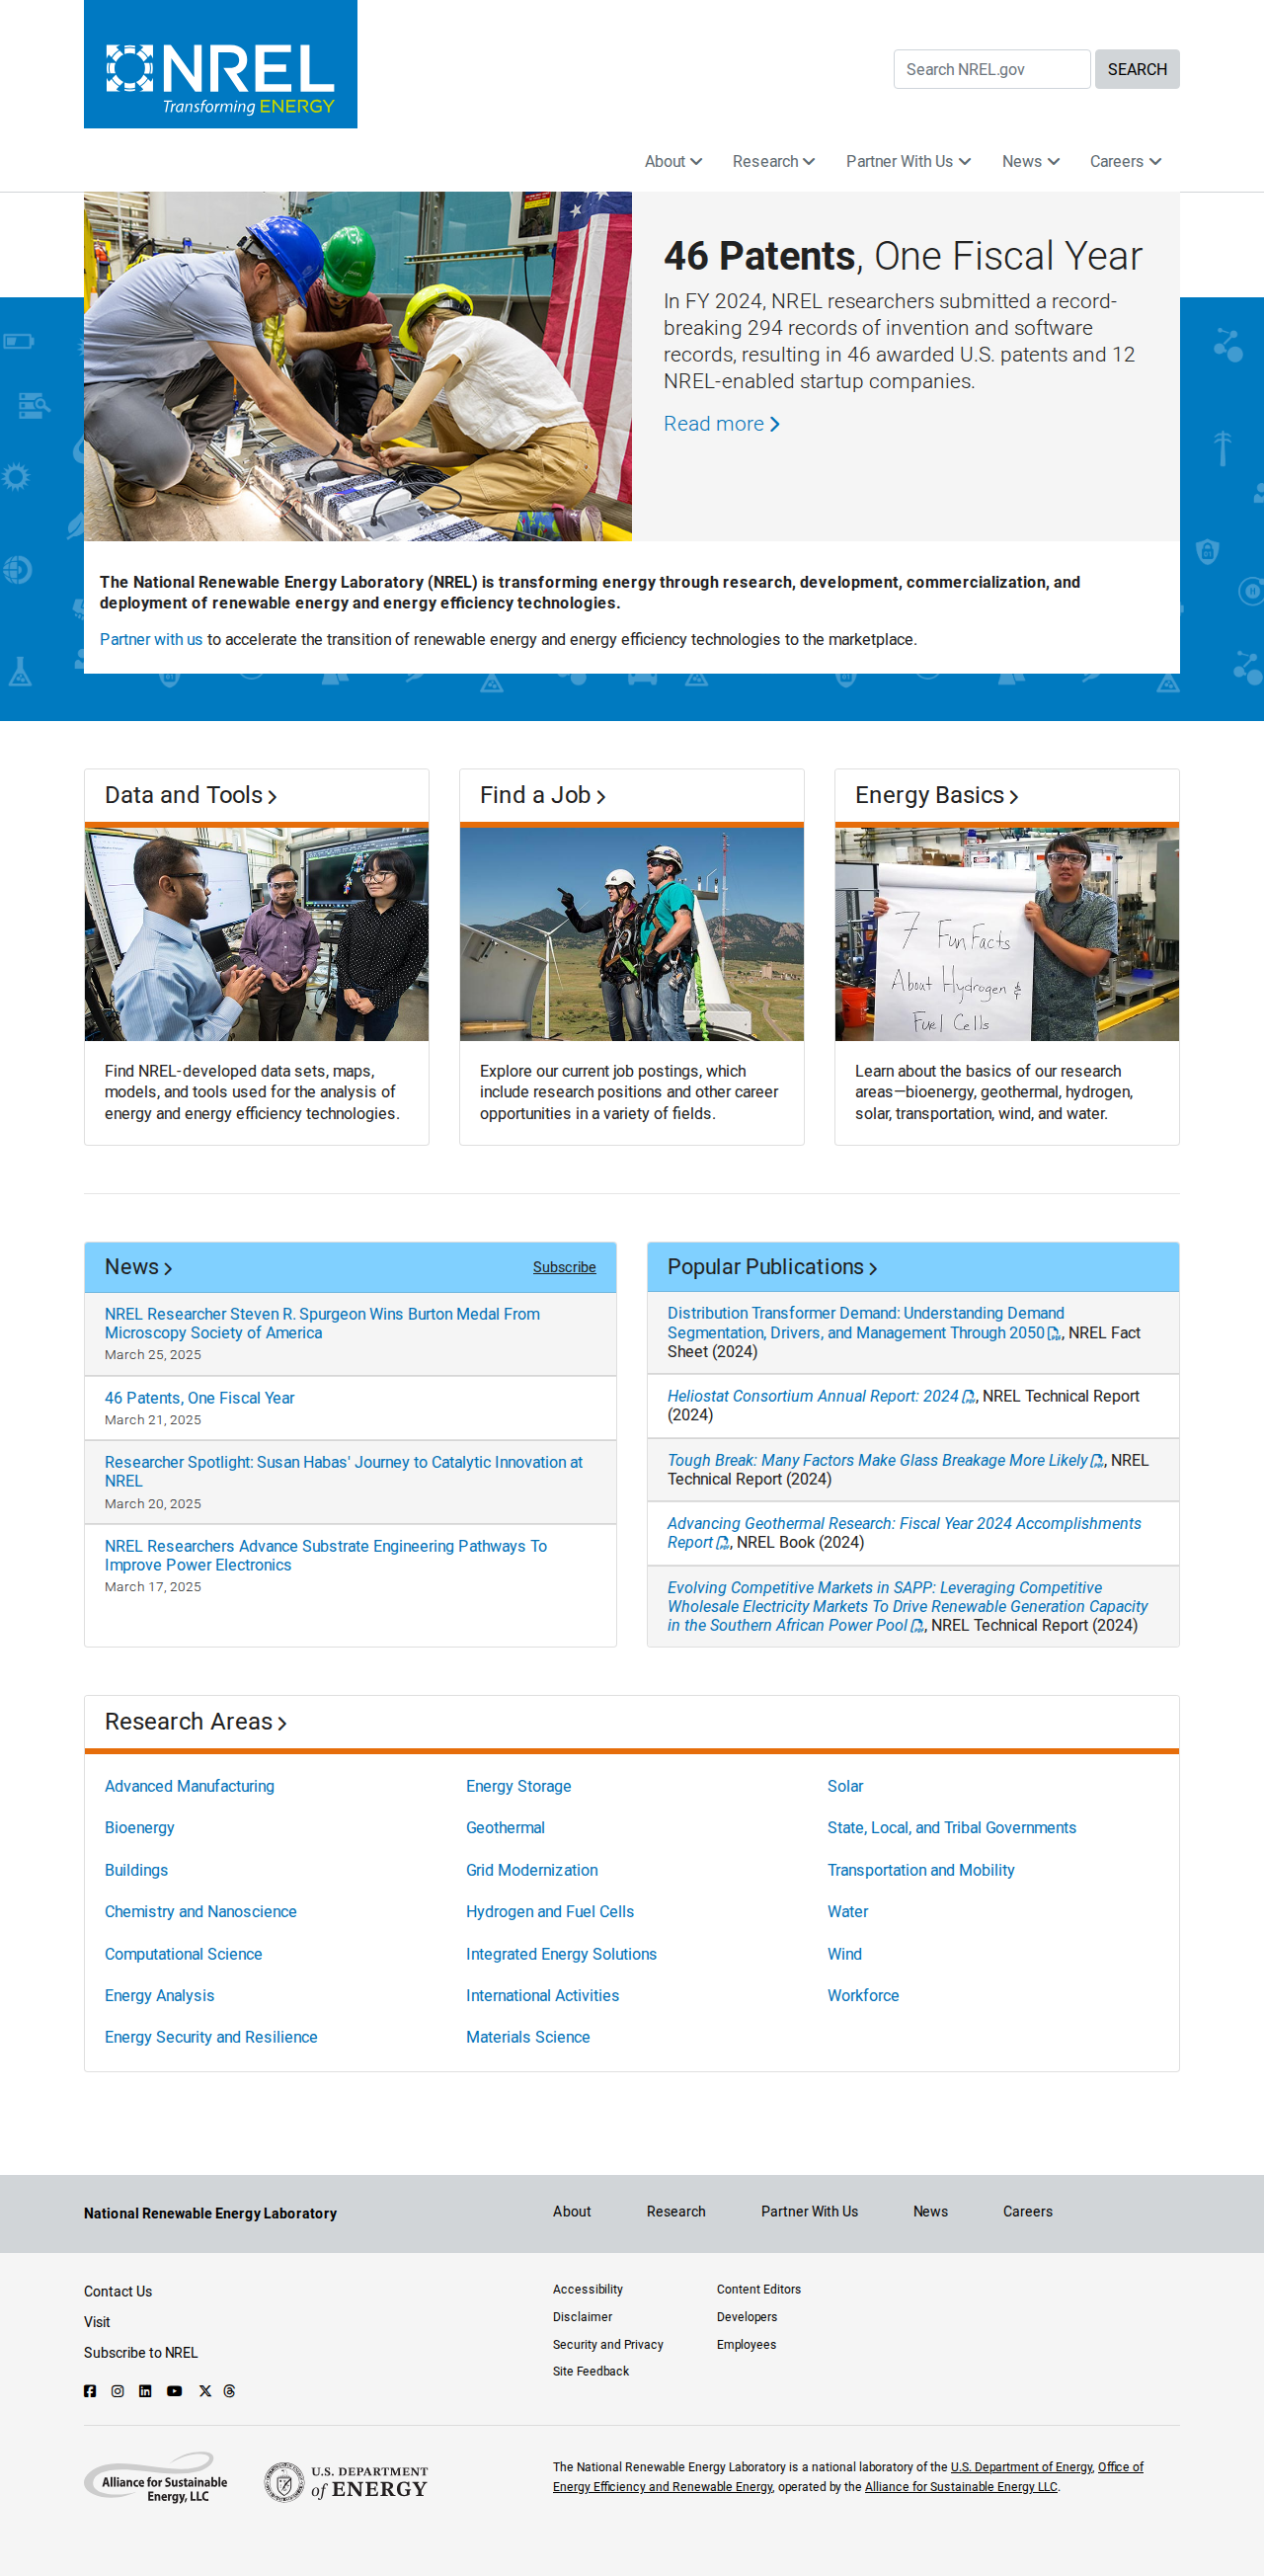 NREL
Transforming ENERGY
Search NREL.gov
SEARCH
About
Research
Partner With Us
News
Careers
46 Patents, One Fiscal Year
In FY 2024, NREL researchers submitted a record-
breaking 294 records of invention and software
records, resulting in 46 awarded U.S. patents and 12
NREL-enabled startup companies.
Read more
The National Renewable Energy Laboratory (NREL) is transforming energy through research, development, commercialization, and
deployment of renewable energy and energy efficiency technologies.
Partner with us to accelerate the transition of renewable energy and energy efficiency technologies to the marketplace.
Data and Tools
Find NREL-developed data sets, maps,
models, and tools used for the analysis of
energy and energy efficiency technologies.
Find a Job
Explore our current job postings, which
include research positions and other career
opportunities in a variety of fields.
Energy Basics
7 Fun Facts
About Hydrogen &
Fuel Cells
Learn about the basics of our research
areas—bioenergy, geothermal, hydrogen,
solar, transportation, wind, and water.
News
Subscribe
NREL Researcher Steven R. Spurgeon Wins Burton Medal From
Microscopy Society of America
March 25, 2025
46 Patents, One Fiscal Year
March 21, 2025
Researcher Spotlight: Susan Habas' Journey to Catalytic Innovation at
NREL
March 20, 2025
NREL Researchers Advance Substrate Engineering Pathways To
Improve Power Electronics
March 17, 2025
Popular Publications
Distribution Transformer Demand: Understanding Demand
Segmentation, Drivers, and Management Through 2050, NREL Fact
Sheet (2024)
Heliostat Consortium Annual Report: 2024, NREL Technical Report
(2024)
Tough Break: Many Factors Make Glass Breakage More Likely, NREL
Technical Report (2024)
Advancing Geothermal Research: Fiscal Year 2024 Accomplishments
Report, NREL Book (2024)
Evolving Competitive Markets in SAPP: Leveraging Competitive
Wholesale Electricity Markets To Drive Renewable Generation Capacity
in the Southern African Power Pool, NREL Technical Report (2024)
Research Areas
Advanced Manufacturing
Bioenergy
Buildings
Chemistry and Nanoscience
Computational Science
Energy Analysis
Energy Security and Resilience
Energy Storage
Geothermal
Grid Modernization
Hydrogen and Fuel Cells
Integrated Energy Solutions
International Activities
Materials Science
Solar
State, Local, and Tribal Governments
Transportation and Mobility
Water
Wind
Workforce
National Renewable Energy Laboratory
About
Research
Partner With Us
News
Careers
Contact Us
Visit
Subscribe to NREL
Accessibility
Disclaimer
Security and Privacy
Site Feedback
Content Editors
Developers
Employees
Alliance for Sustainable
Energy, LLC
U.S. DEPARTMENT
of ENERGY
The National Renewable Energy Laboratory is a national laboratory of the U.S. Department of Energy, Office of
Energy Efficiency and Renewable Energy, operated by the Alliance for Sustainable Energy LLC.